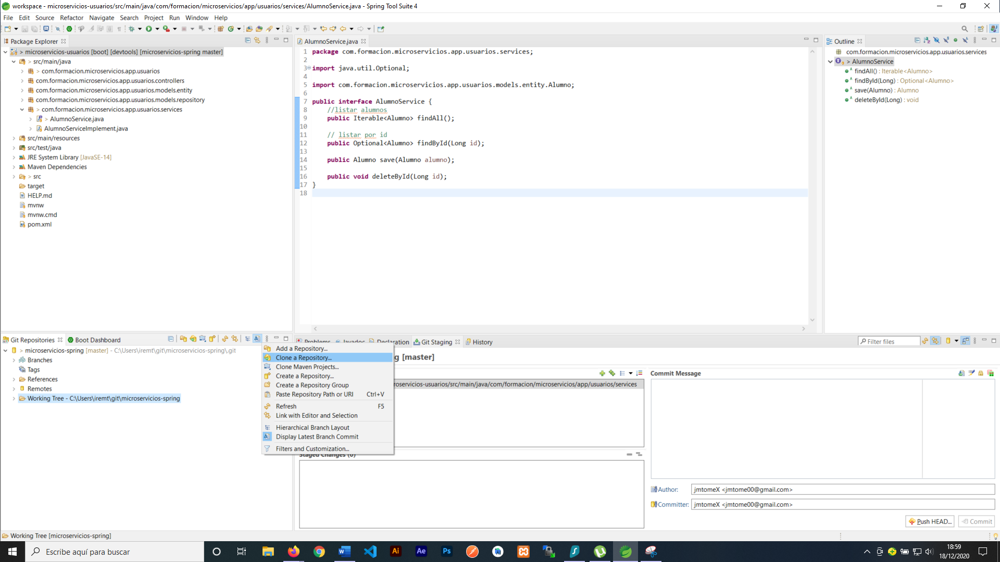 workspace - microservicios-usuarios/src/main/java/com/formacion/microservicios/app/usuarios/services/AlumnoService.java - Spring Tool Suite 4
File Edit Source Refactor Navigate Search Project Run Window Help
Package Explorer
> microservicios-usuarios [boot] [devtools] [microservicios-spring master]
> src/main/java
> com.formacion.microservicios.app.usuarios
com.formacion.microservicios.app.usuarios.controllers
com.formacion.microservicios.app.usuarios.models.entity
com.formacion.microservicios.app.usuarios.models.repository
> com.formacion.microservicios.app.usuarios.services
> AlumnoService.java
AlumnoServiceImplement.java
src/main/resources
src/test/java
JRE System Library [JavaSE-14]
Maven Dependencies
> src
target
HELP.md
mvnw
mvnw.cmd
pom.xml
AlumnoService.java
1 package com.formacion.microservicios.app.usuarios.services;
2
3 import java.util.Optional;
4
5 import com.formacion.microservicios.app.usuarios.models.entity.Alumno;
6
7 public interface AlumnoService {
8 //listar alumnos
9 public Iterable<Alumno> findAll();
10
11 // listar por id
12 public Optional<Alumno> findById(Long id);
13
14 public Alumno save(Alumno alumno);
15
16 public void deleteById(Long id);
17 }
18
Outline
com.formacion.microservicios.app.usuarios.services
> AlumnoService
findAll() : Iterable<Alumno>
findById(Long) : Optional<Alumno>
save(Alumno) : Alumno
deleteById(Long) : void
Git Repositories
Boot Dashboard
> microservicios-spring [master] - C:\Users\iremt\git\microservicios-spring\.git
Branches
Tags
References
Remotes
Working Tree - C:\Users\iremt\git\microservicios-spring
Add a Repository...
Clone a Repository...
Clone Maven Projects...
Create a Repository...
Create a Repository Group
Paste Repository Path or URI Ctrl+V
Refresh F5
Link with Editor and Selection
Hierarchical Branch Layout
Display Latest Branch Commit
Filters and Customization...
Problems Javadoc Declaration Git Staging History
Filter files
g [master]
roservicios-usuarios/src/main/java/com/formacion/microservicios/app/usuarios/services
Staged Changes (0)
Commit Message
Author: jmtomeX <jmtome00@gmail.com>
Committer: jmtomeX <jmtome00@gmail.com>
Push HEAD... Commit
Working Tree [microservicios-spring]
Escribe aquí para buscar
Ai
Ae
Ps
18:59
18/12/2020